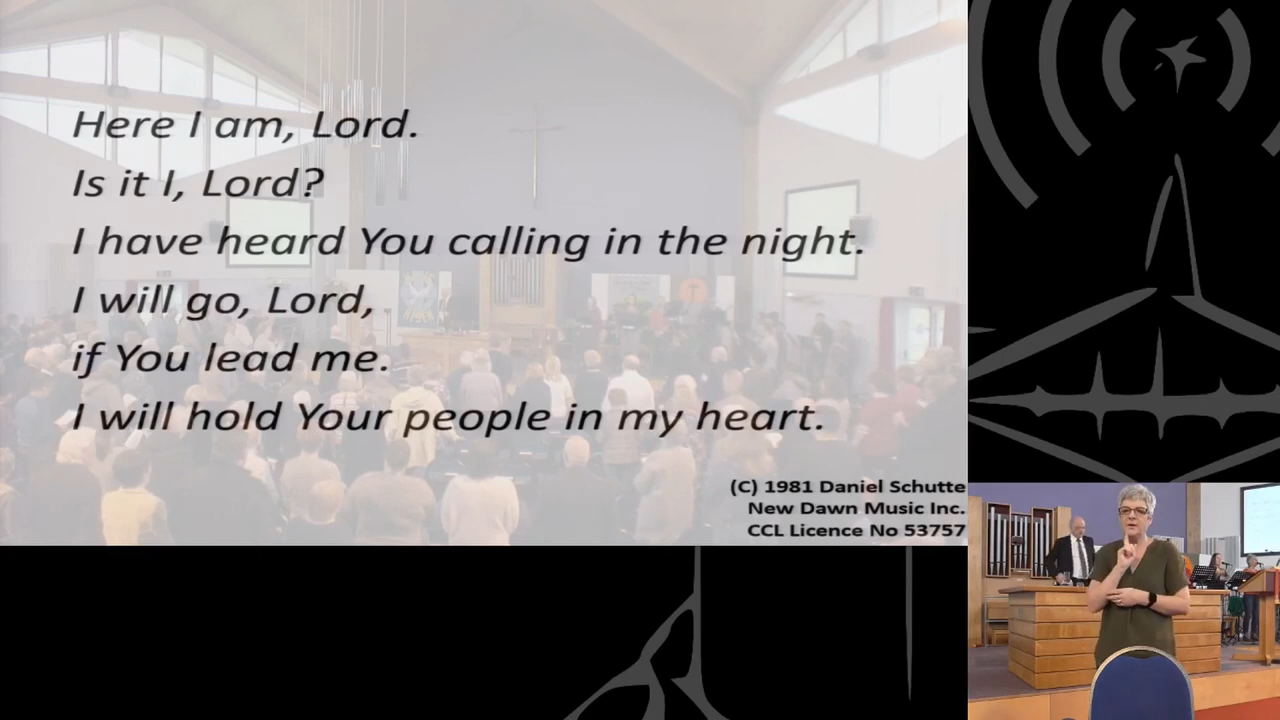 Here I am, Lord.
Is it I, Lord?
I have heard You calling in the night.
I will go, Lord,
if You lead me.
I will hold Your people in my heart.
(C) 1981 Daniel Schutte
New Dawn Music Inc.
CCL Licence No 53757